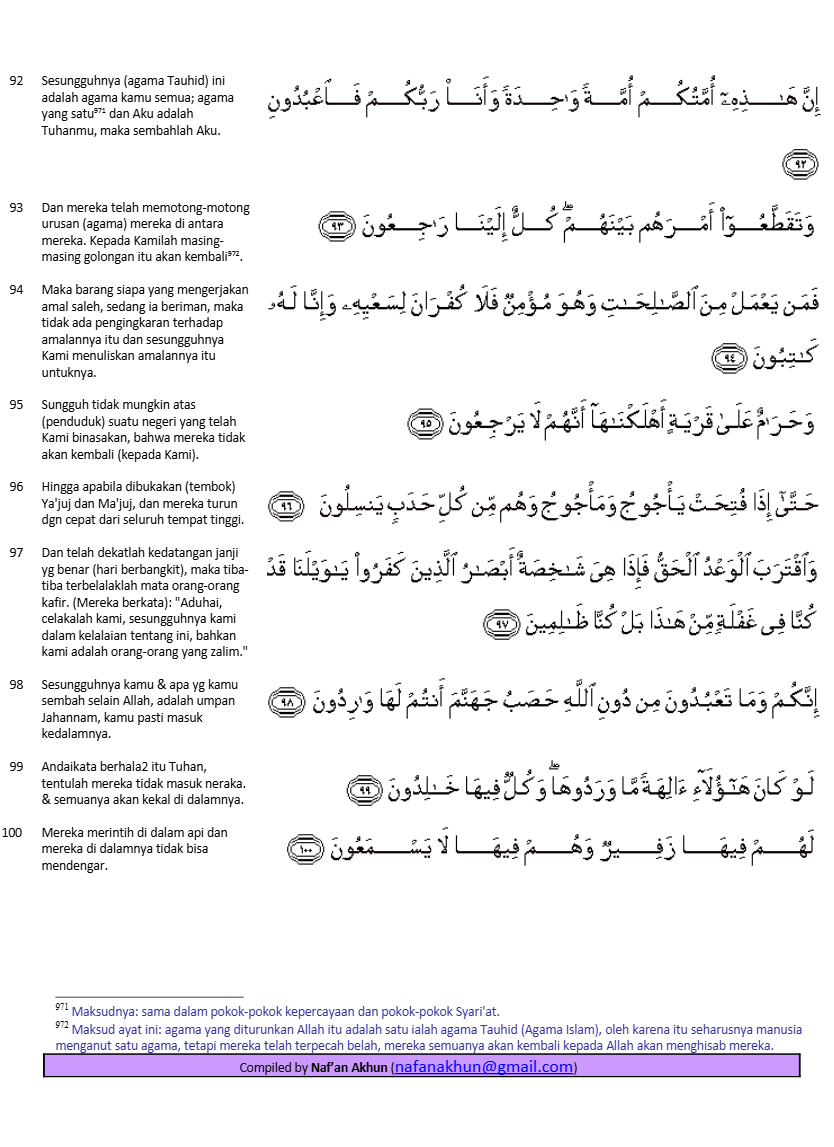 92 Sesungguhnya (agama Tauhid) ini
adalah agama kamu semua; agama
yang satu⁹⁷¹ dan Aku adalah
Tuhanmu, maka sembahlah Aku.
إِنَّ هَـٰذِهِۦٓ أُمَّتُكُمْ أُمَّةً وَٰحِدَةً وَأَنَا۠ رَبُّكُمْ فَٱعْبُدُونِ
٩٢
93 Dan mereka telah memotong-motong
urusan (agama) mereka di antara
mereka. Kepada Kamilah masing-
masing golongan itu akan kembali⁹⁷².
وَتَقَطَّعُوٓا۟ أَمْرَهُم بَيْنَهُمْ ۖ كُلٌّ إِلَيْنَا رَٰجِعُونَ ٩٣
94 Maka barang siapa yang mengerjakan
amal saleh, sedang ia beriman, maka
tidak ada pengingkaran terhadap
amalannya itu dan sesungguhnya
Kami menuliskan amalannya itu
untuknya.
فَمَن يَعْمَلْ مِنَ ٱلصَّـٰلِحَـٰتِ وَهُوَ مُؤْمِنٌ فَلَا كُفْرَانَ لِسَعْيِهِۦ وَإِنَّا لَهُۥ
كَـٰتِبُونَ ٩٤
95 Sungguh tidak mungkin atas
(penduduk) suatu negeri yang telah
Kami binasakan, bahwa mereka tidak
akan kembali (kepada Kami).
وَحَرَٰمٌ عَلَىٰ قَرْيَةٍ أَهْلَكْنَـٰهَآ أَنَّهُمْ لَا يَرْجِعُونَ ٩٥
96 Hingga apabila dibukakan (tembok)
Ya'juj dan Ma'juj, dan mereka turun
dgn cepat dari seluruh tempat tinggi.
حَتَّىٰٓ إِذَا فُتِحَتْ يَأْجُوجُ وَمَأْجُوجُ وَهُم مِّن كُلِّ حَدَبٍ يَنسِلُونَ ٩٦
97 Dan telah dekatlah kedatangan janji
yg benar (hari berbangkit), maka tiba-
tiba terbelalaklah mata orang-orang
kafir. (Mereka berkata): "Aduhai,
celakalah kami, sesungguhnya kami
dalam kelalaian tentang ini, bahkan
kami adalah orang-orang yang zalim."
وَٱقْتَرَبَ ٱلْوَعْدُ ٱلْحَقُّ فَإِذَا هِىَ شَـٰخِصَةٌ أَبْصَـٰرُ ٱلَّذِينَ كَفَرُوا۟ يَـٰوَيْلَنَا قَدْ
كُنَّا فِى غَفْلَةٍ مِّنْ هَـٰذَا بَلْ كُنَّا ظَـٰلِمِينَ ٩٧
98 Sesungguhnya kamu & apa yg kamu
sembah selain Allah, adalah umpan
Jahannam, kamu pasti masuk
kedalamnya.
إِنَّكُمْ وَمَا تَعْبُدُونَ مِن دُونِ ٱللَّهِ حَصَبُ جَهَنَّمَ أَنتُمْ لَهَا وَٰرِدُونَ ٩٨
99 Andaikata berhala2 itu Tuhan,
tentulah mereka tidak masuk neraka.
& semuanya akan kekal di dalamnya.
لَوْ كَانَ هَـٰٓؤُلَآءِ ءَالِهَةً مَّا وَرَدُوهَا ۖ وَكُلٌّ فِيهَا خَـٰلِدُونَ ٩٩
100 Mereka merintih di dalam api dan
mereka di dalamnya tidak bisa
mendengar.
لَهُمْ فِيهَا زَفِيرٌ وَهُمْ فِيهَا لَا يَسْمَعُونَ ١٠٠
⁹⁷¹ Maksudnya: sama dalam pokok-pokok kepercayaan dan pokok-pokok Syari'at.
⁹⁷² Maksud ayat ini: agama yang diturunkan Allah itu adalah satu ialah agama Tauhid (Agama Islam), oleh karena itu seharusnya manusia
menganut satu agama, tetapi mereka telah terpecah belah, mereka semuanya akan kembali kepada Allah akan menghisab mereka.
Compiled by Naf’an Akhun (nafanakhun@gmail.com)